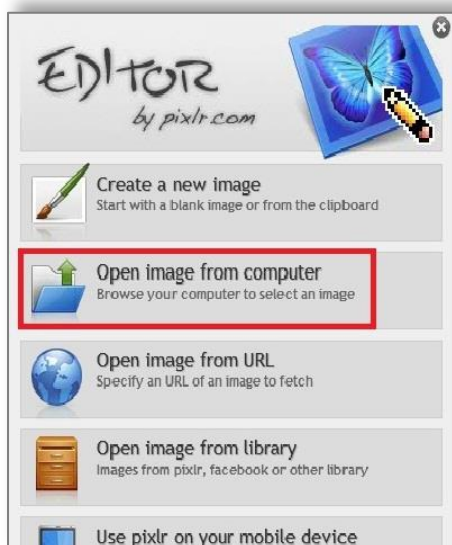 EDITOR
by pixlr.com
Create a new image
Start with a blank image or from the clipboard
Open image from computer
Browse your computer to select an image
Open image from URL
Specify an URL of an image to fetch
Open image from library
Images from pixlr, facebook or other library
Use pixlr on your mobile device